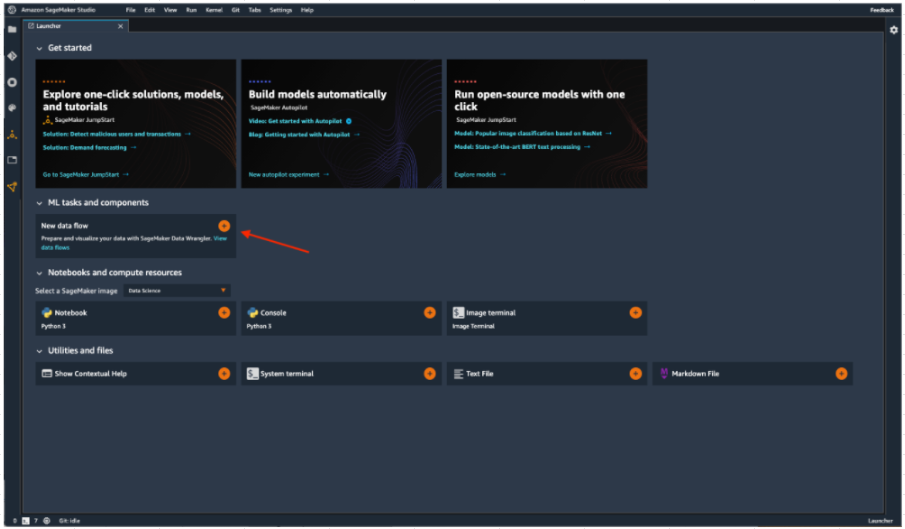 Amazon SageMaker Studio File Edit View Run Kernel Git Tabs Settings Help Feedback
Launcher
Get started
Explore one-click solutions, models, and tutorials
SageMaker JumpStart
Solution: Detect malicious users and transactions →
Solution: Demand forecasting →
Go to SageMaker JumpStart →
Build models automatically
SageMaker Autopilot
Video: Get started with Autopilot
Blog: Getting started with Autopilot →
New autopilot experiment →
Run open-source models with one click
SageMaker JumpStart
Model: Popular image classification based on ResNet →
Model: State-of-the-art BERT text processing →
Explore models →
ML tasks and components
New data flow
Prepare and visualize your data with SageMaker Data Wrangler. View
data flows
Notebooks and compute resources
Select a SageMaker image Data Science
Notebook
Python 3
Console
Python 3
Image terminal
Image Terminal
Utilities and files
Show Contextual Help
System terminal
Text File
Markdown File
0 7 Git: idle Launcher